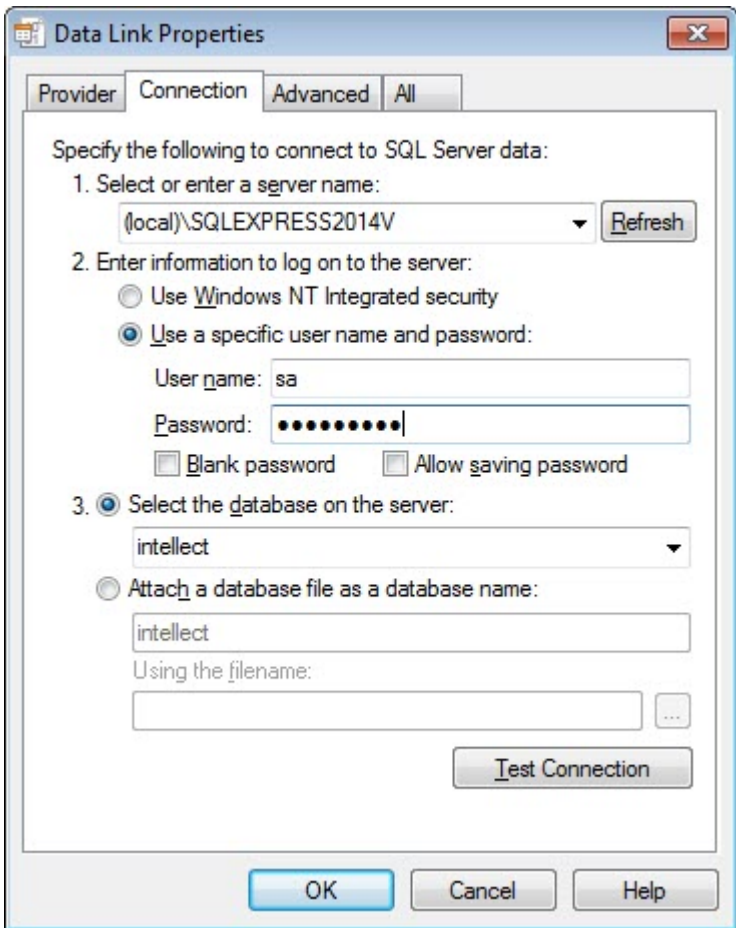 Data Link Properties
Provider Connection Advanced All
Specify the following to connect to SQL Server data:
1. Select or enter a server name:
(local)\SQLEXPRESS2014V Refresh
2. Enter information to log on to the server:
Use Windows NT Integrated security
Use a specific user name and password:
User name: sa
Password: ●●●●●●●●●
Blank password Allow saving password
3. Select the database on the server:
intellect
Attach a database file as a database name:
intellect
Using the filename:
...
Test Connection
OK Cancel Help